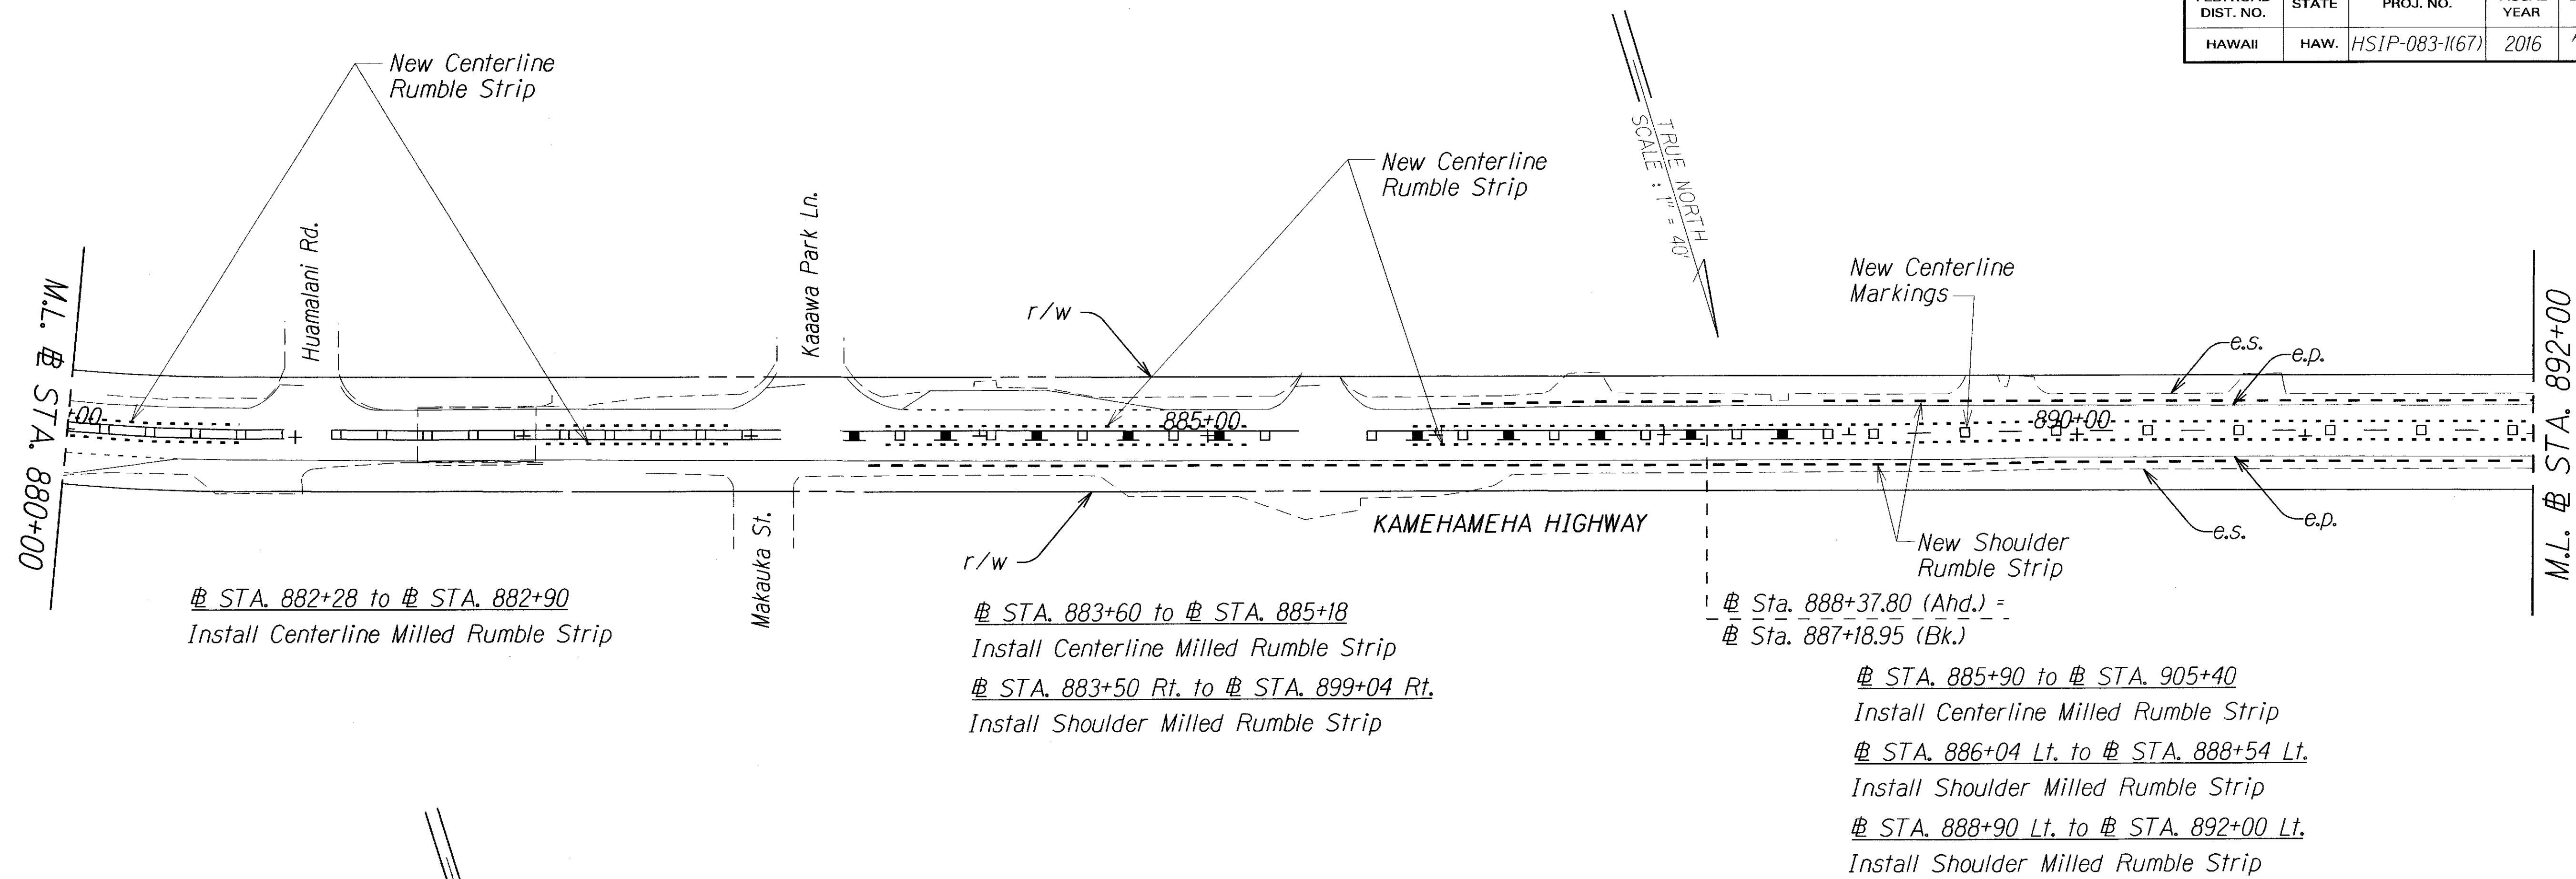 DIST. NO.
STATE
PROJ. NO.
YEAR
HAWAII
HAW.
HSIP-083-1(67)
2016
New Centerline
Rumble Strip
New Centerline
Rumble Strip
TRUE NORTH
SCALE : 1" = 40'
Huamalani Rd.
Kaaawa Park Ln.
r/w
New Centerline
Markings
e.s.
e.p.
M.L. ⅊ STA. 880+00
+00
885+00
890+00
M.L. ⅊ STA. 892+00
KAMEHAMEHA HIGHWAY
r/w
Makauka St.
New Shoulder
Rumble Strip
e.s.
e.p.
⅊ STA. 882+28 to ⅊ STA. 882+90
Install Centerline Milled Rumble Strip
⅊ STA. 883+60 to ⅊ STA. 885+18
Install Centerline Milled Rumble Strip
⅊ STA. 883+50 Rt. to ⅊ STA. 899+04 Rt.
Install Shoulder Milled Rumble Strip
⅊ Sta. 888+37.80 (Ahd.) =
⅊ Sta. 887+18.95 (Bk.)
⅊ STA. 885+90 to ⅊ STA. 905+40
Install Centerline Milled Rumble Strip
⅊ STA. 886+04 Lt. to ⅊ STA. 888+54 Lt.
Install Shoulder Milled Rumble Strip
⅊ STA. 888+90 Lt. to ⅊ STA. 892+00 Lt.
Install Shoulder Milled Rumble Strip